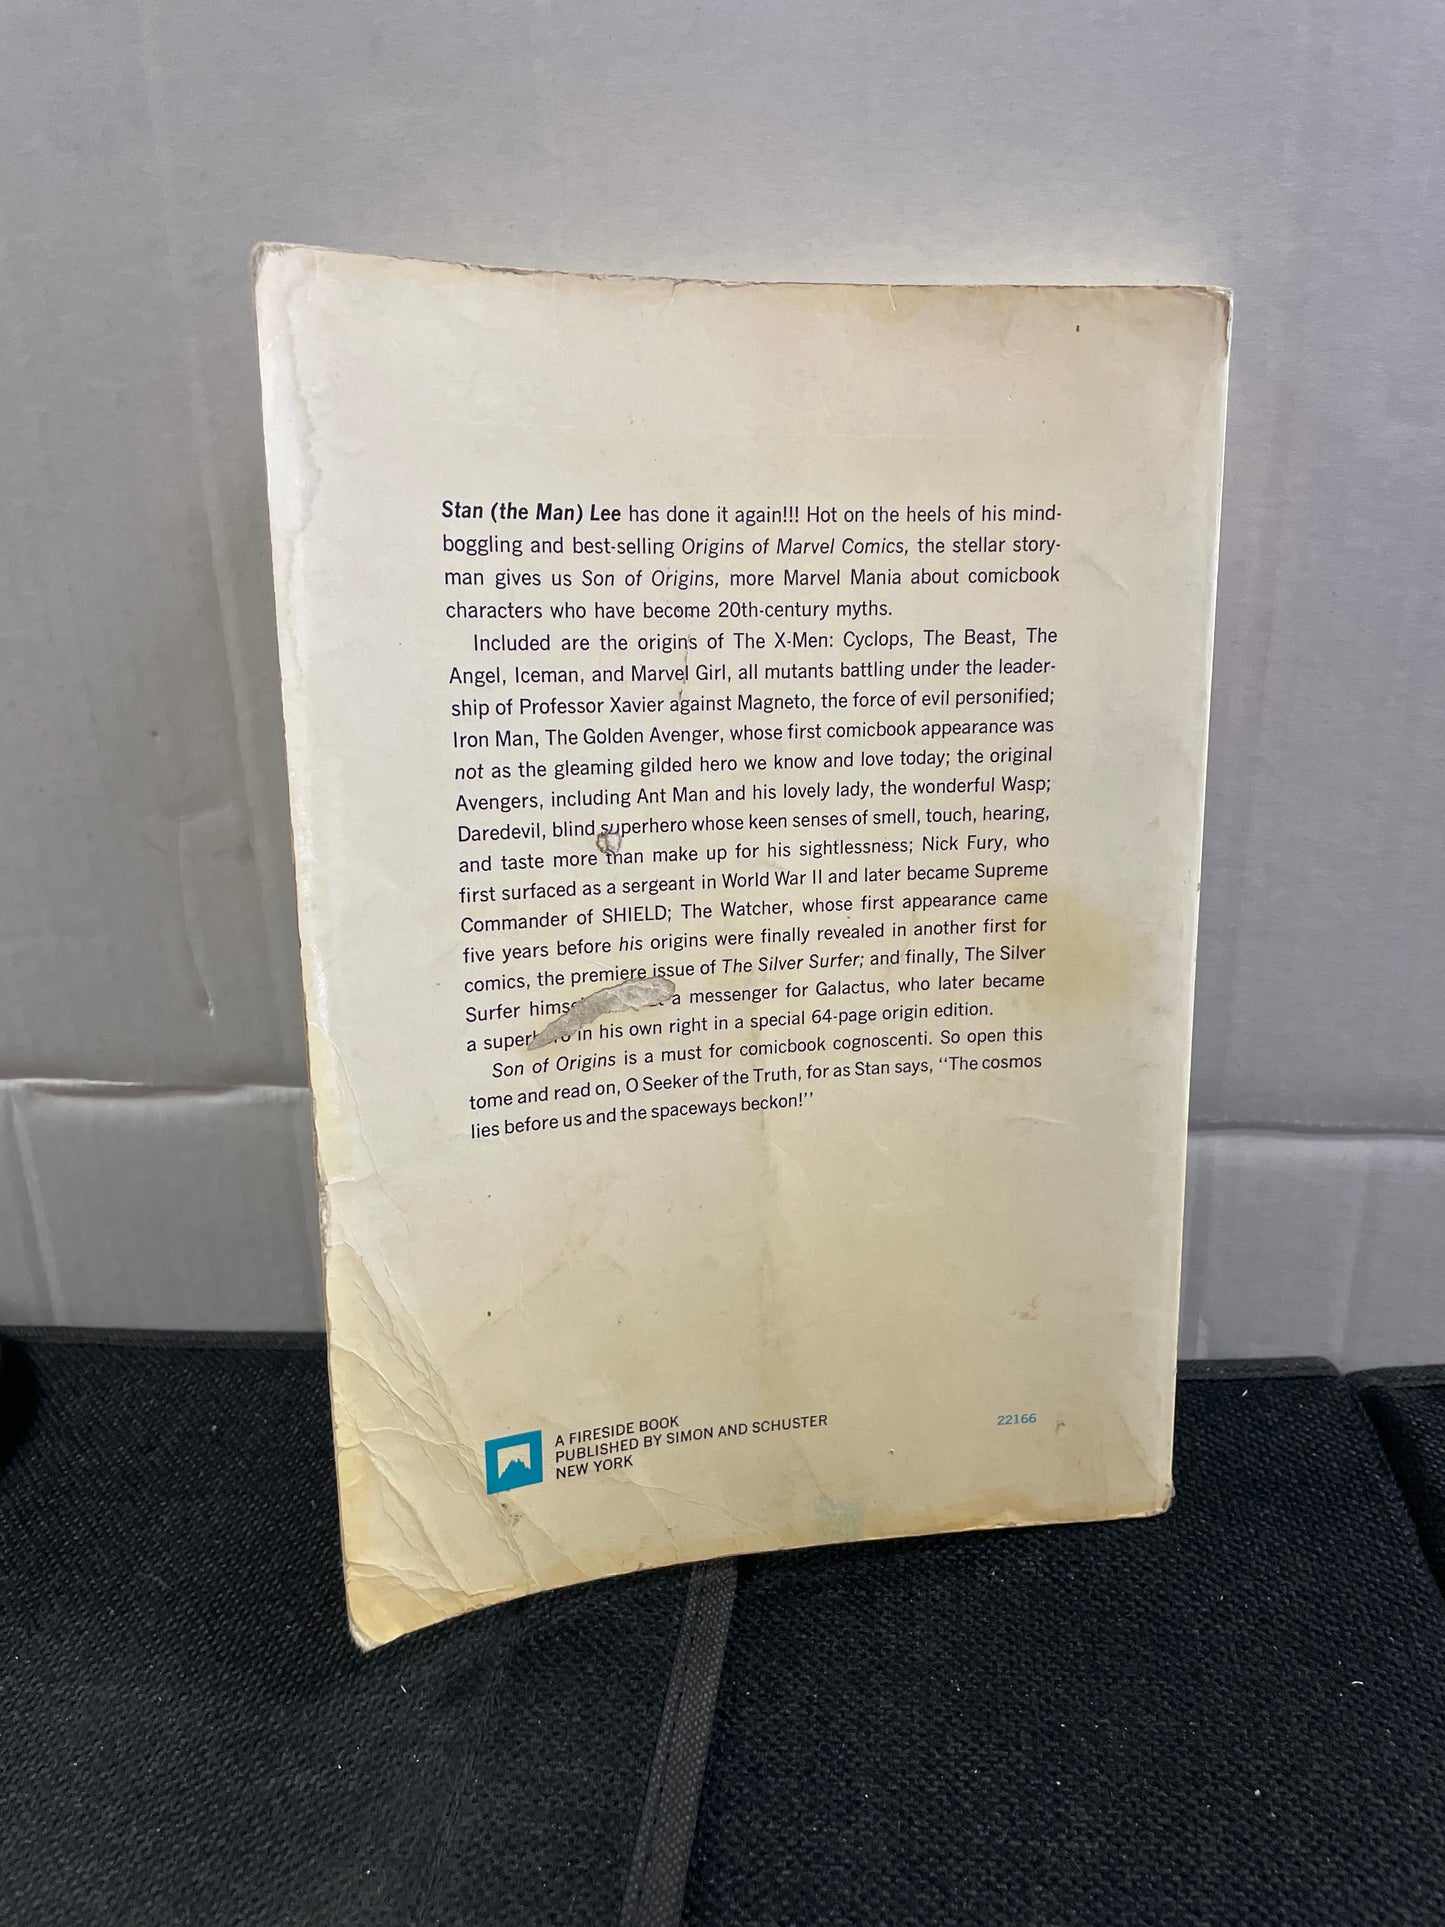 Stan (the Man) Lee has done it again!!! Hot on the heels of his mind-
boggling and best-selling Origins of Marvel Comics, the stellar story-
man gives us Son of Origins, more Marvel Mania about comicbook
characters who have become 20th-century myths.
Included are the origins of The X-Men: Cyclops, The Beast, The
Angel, Iceman, and Marvel Girl, all mutants battling under the leader-
ship of Professor Xavier against Magneto, the force of evil personified;
Iron Man, The Golden Avenger, whose first comicbook appearance was
not as the gleaming gilded hero we know and love today; the original
Avengers, including Ant Man and his lovely lady, the wonderful Wasp;
Daredevil, blind superhero whose keen senses of smell, touch, hearing,
and taste more than make up for his sightlessness; Nick Fury, who
first surfaced as a sergeant in World War II and later became Supreme
Commander of SHIELD; The Watcher, whose first appearance came
five years before his origins were finally revealed in another first for
comics, the premiere issue of The Silver Surfer; and finally, The Silver
Surfer a messenger for Galactus, who later became
a in his own right in a special 64-page origin edition.
Son of Origins is a must for comicbook cognoscenti. So open this
tome and read on, O Seeker of the Truth, for as Stan says, "The cosmos
lies before us and the spaceways beckon!"
A FIRESIDE BOOK
PUBLISHED BY SIMON AND SCHUSTER
NEW YORK
22166